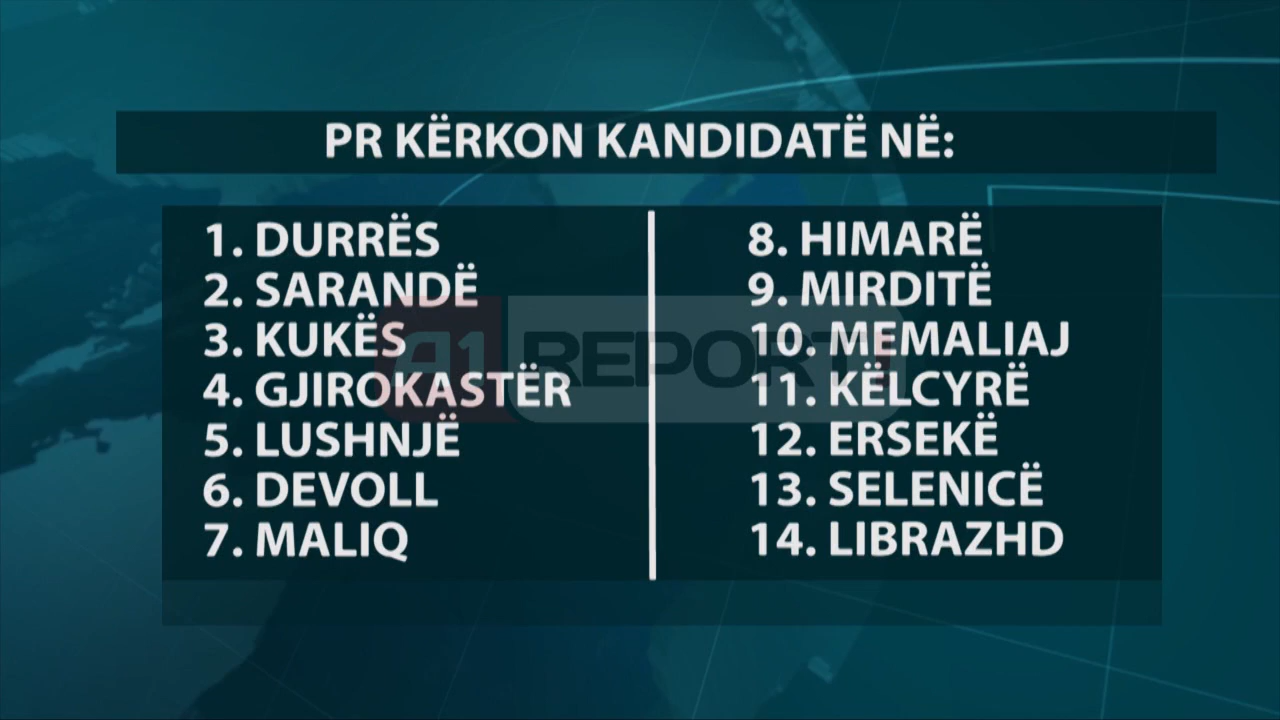 PR KËRKON KANDIDATË NË:
1. DURRËS
2. SARANDË
3. KUKËS
4. GJIROKASTËR
5. LUSHNJË
6. DEVOLL
7. MALIQ
8. HIMARË
9. MIRDITË
10. MEMALIAJ
11. KËLCYRË
12. ERSEKË
13. SELENICË
14. LIBRAZHD
A1 REPORT